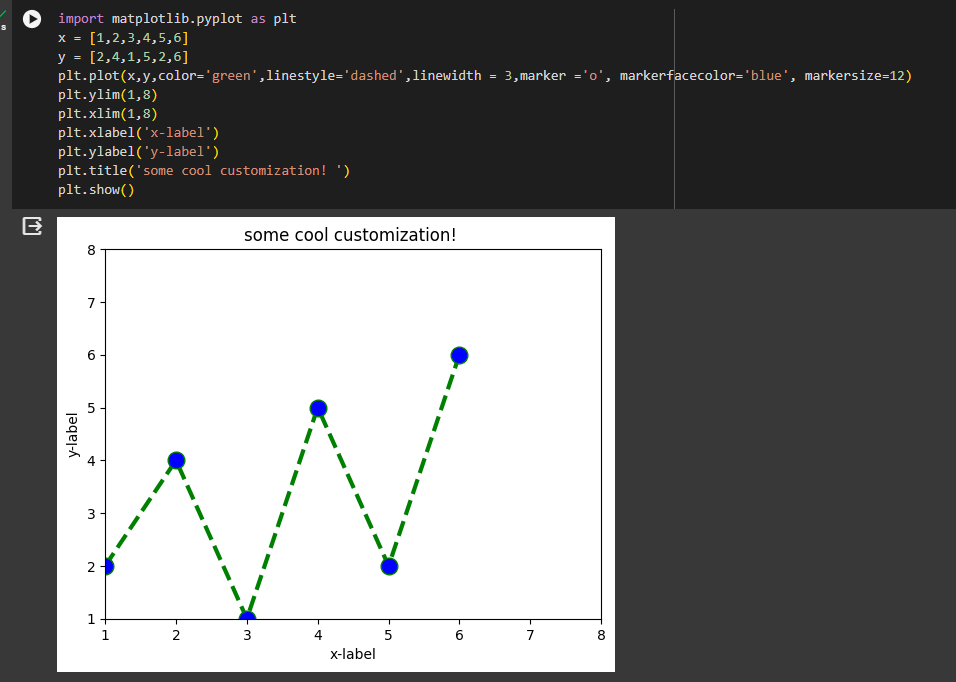 s
import matplotlib.pyplot as plt
x = [1,2,3,4,5,6]
y = [2,4,1,5,2,6]
plt.plot(x,y,color='green',linestyle='dashed',linewidth = 3,marker ='o', markerfacecolor='blue', markersize=12)
plt.ylim(1,8)
plt.xlim(1,8)
plt.xlabel('x-label')
plt.ylabel('y-label')
plt.title('some cool customization! ')
plt.show()
some cool customization!
8
7
6
5
4
3
2
1
y-label
1 2 3 4 5 6 7 8
x-label